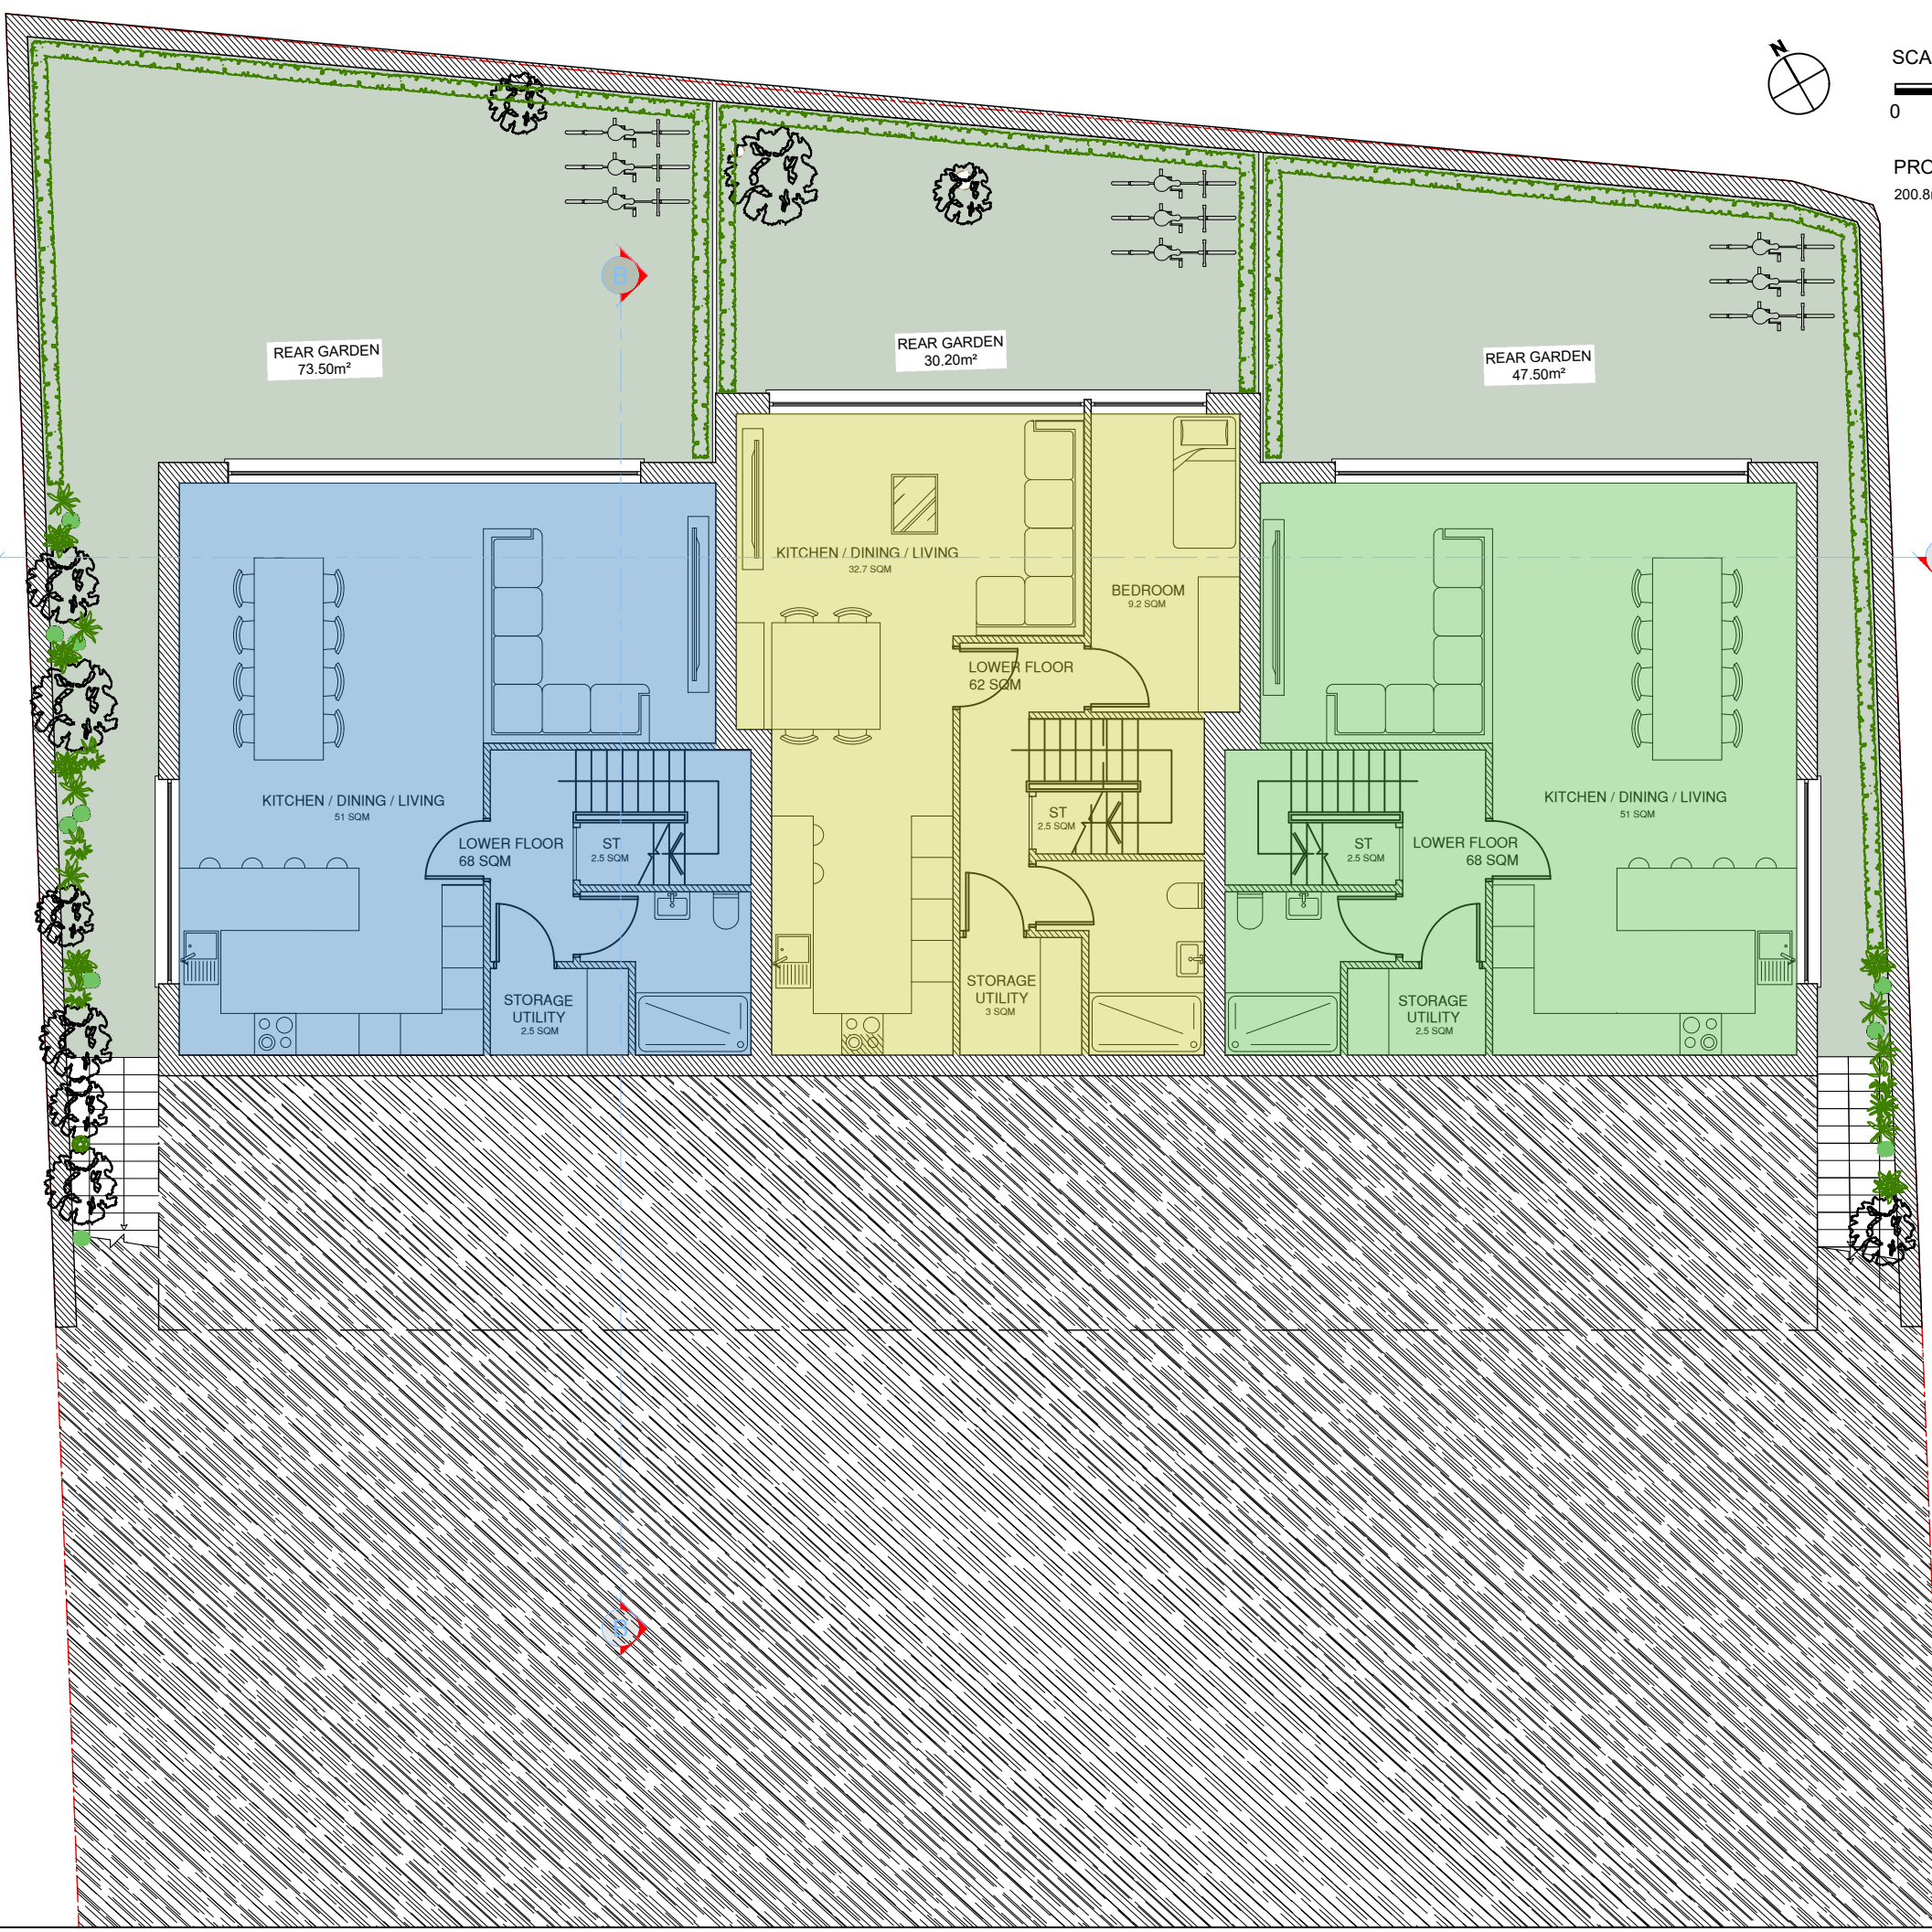 N
SCA
0
PRO
200.8
B
REAR GARDEN
73.50m²
REAR GARDEN
30.20m²
REAR GARDEN
47.50m²
KITCHEN / DINING / LIVING
32.7 SQM
BEDROOM
9.2 SQM
LOWER FLOOR
62 SQM
KITCHEN / DINING / LIVING
51 SQM
LOWER FLOOR
68 SQM
ST
2.5 SQM
ST
2.5 SQM
ST
2.5 SQM
LOWER FLOOR
68 SQM
KITCHEN / DINING / LIVING
51 SQM
STORAGE
UTILITY
2.5 SQM
STORAGE
UTILITY
3 SQM
STORAGE
UTILITY
2.5 SQM
B